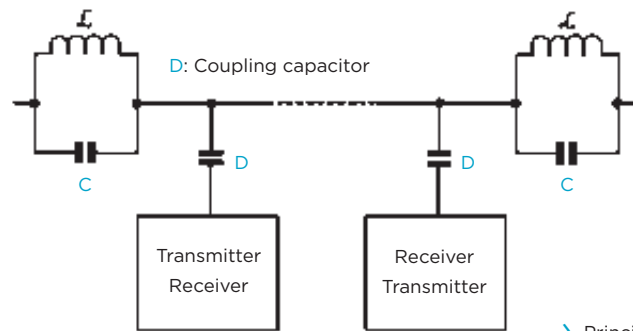 L
L
D: Coupling capacitor
D
D
C
C
Transmitter
Receiver
Receiver
Transmitter